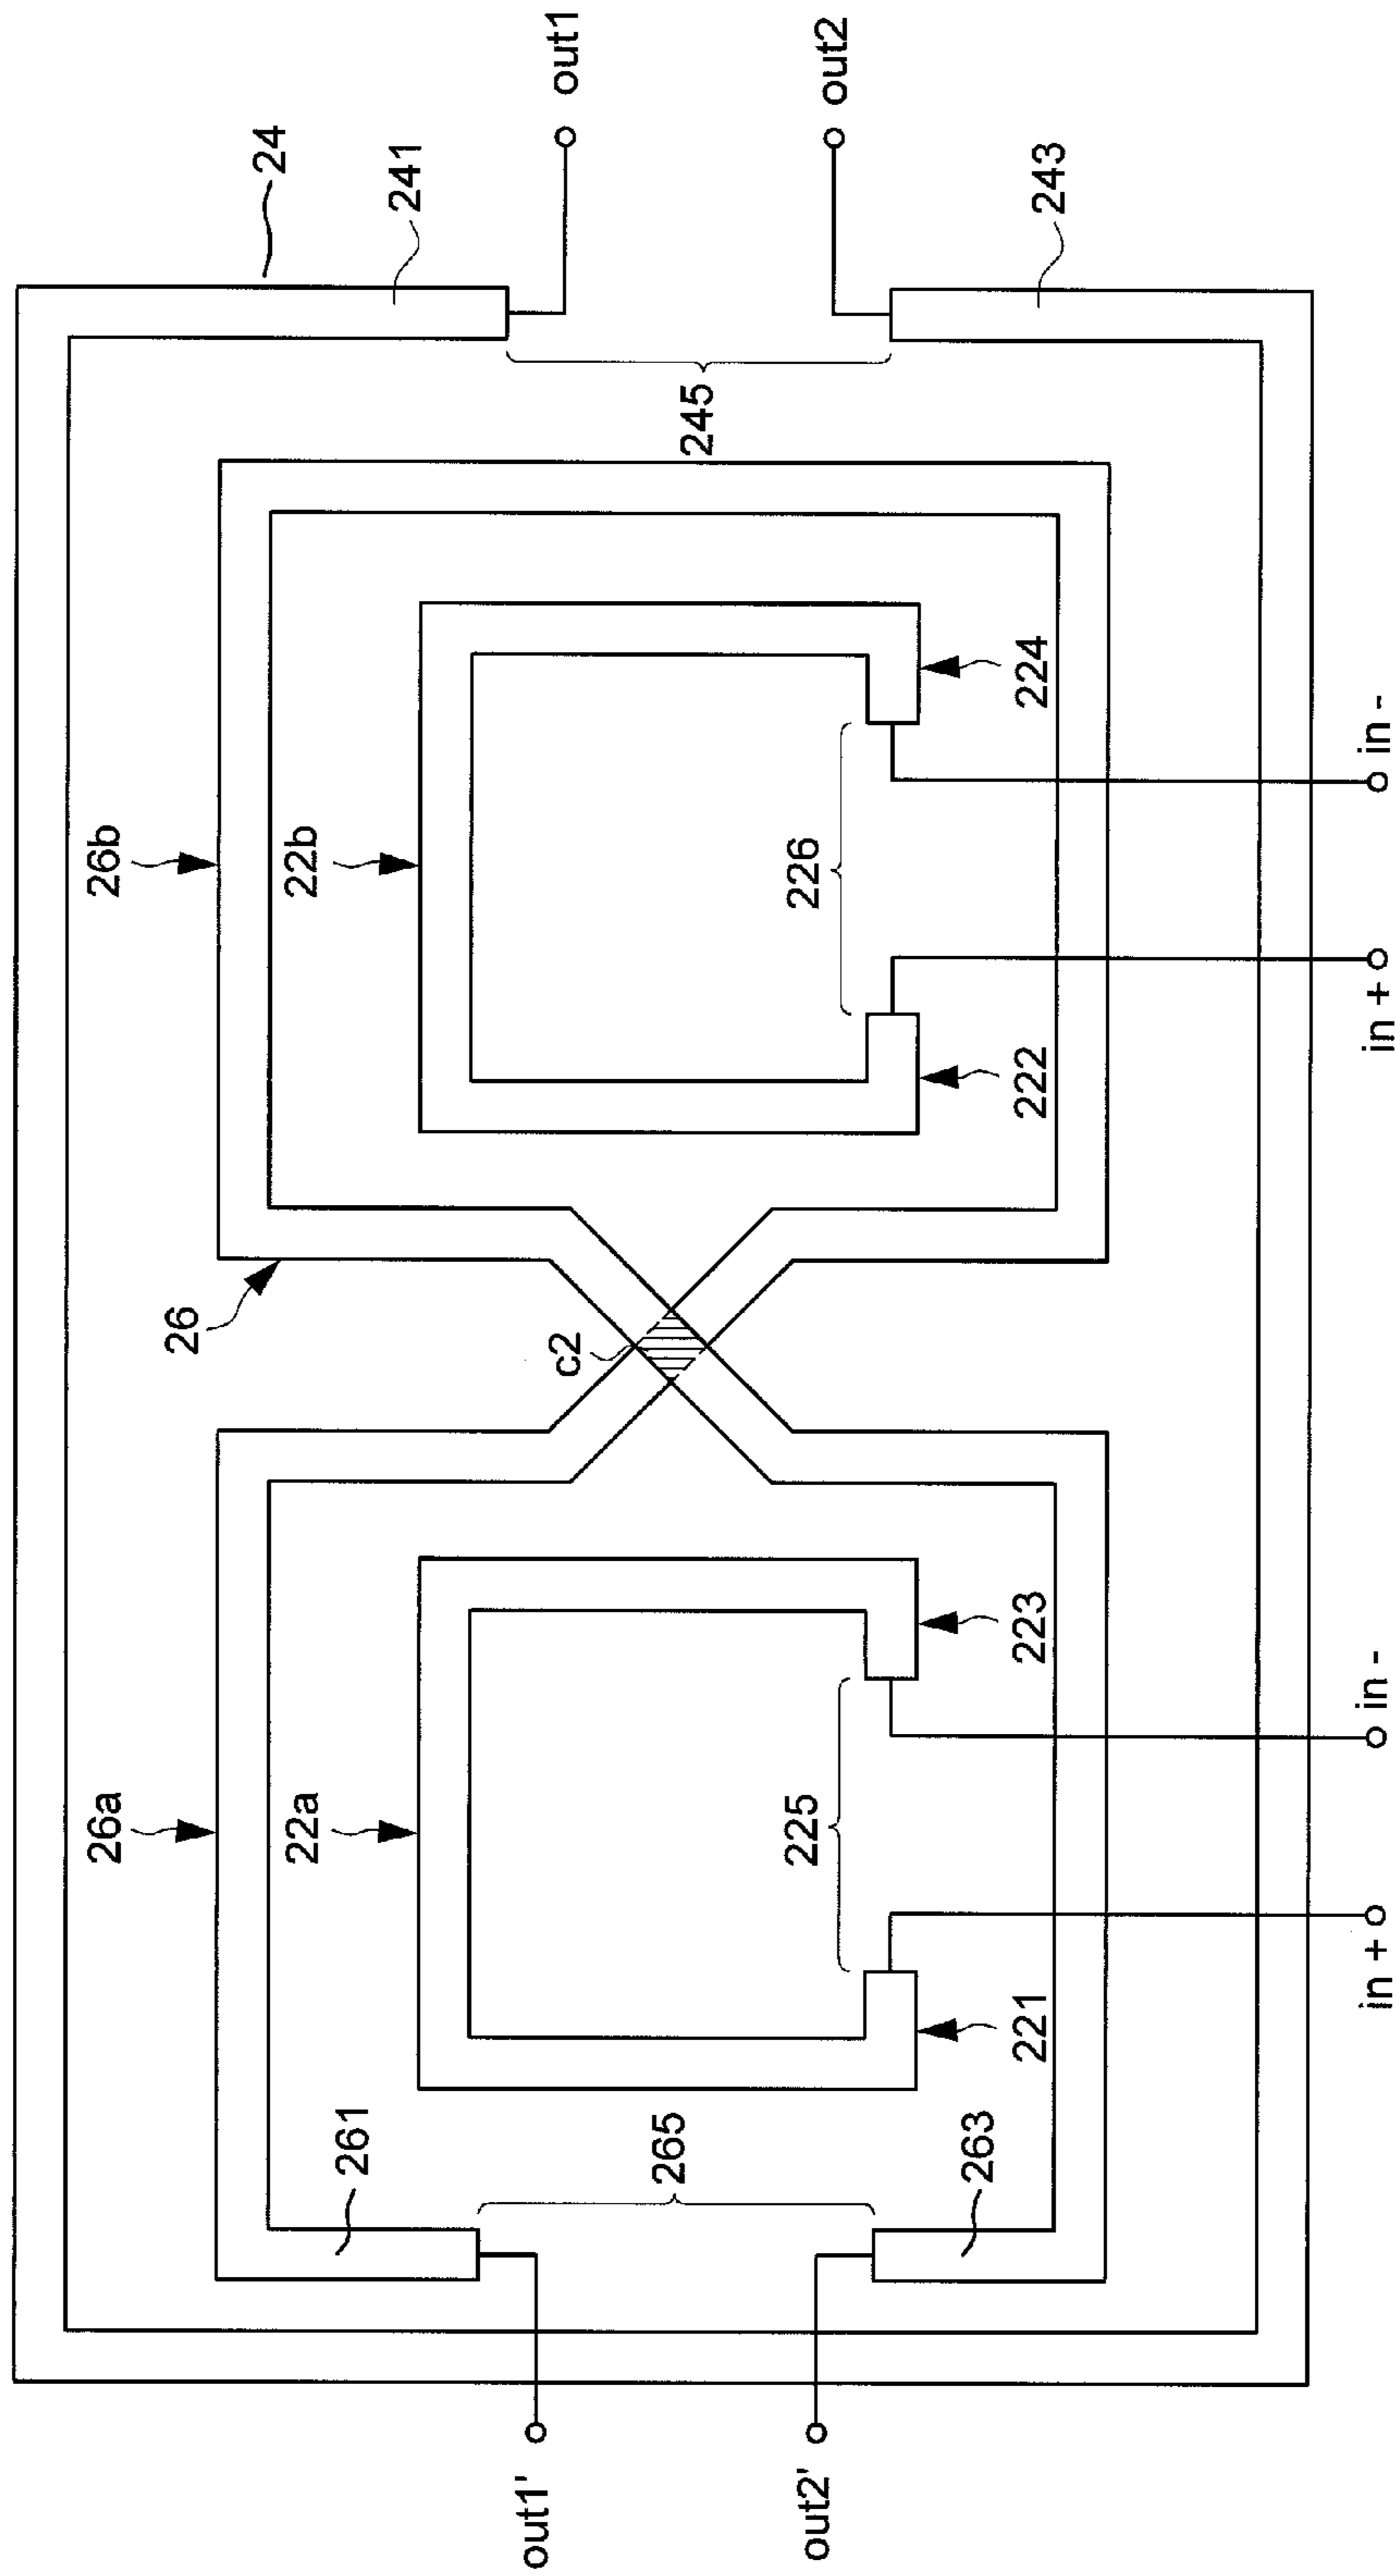 out1
out2
24
241
243
245
26b
22b
226
224
222
in -
in +
26
c2
26a
22a
225
223
221
in -
in +
261
265
263
out1'
out2'